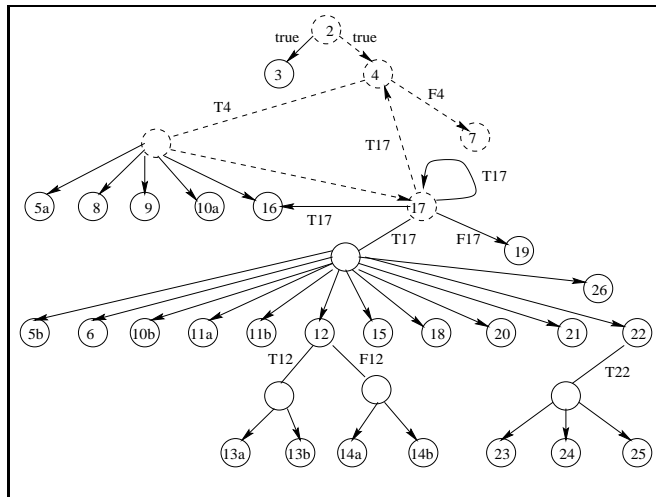 true 2 true
3 4
T4 F4
7
T17 T17
5a 8 9 10a 16 T17 17
T17 F17 19
26
5b 6 10b 11a 11b 12 15 18 20 21 22
T12 F12 T22
13a 13b 14a 14b 23 24 25